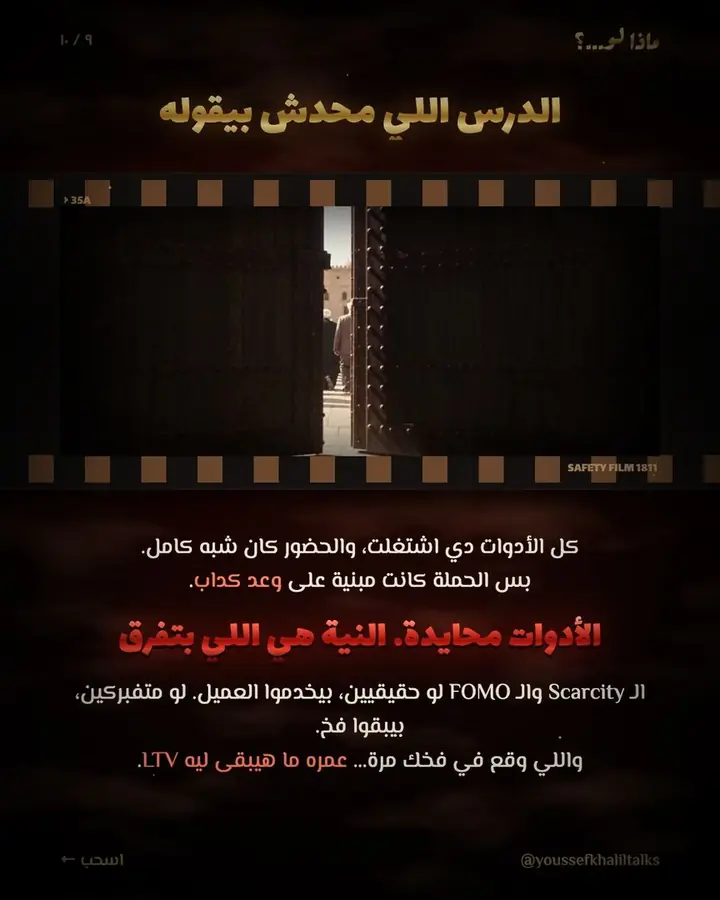 ماذا لو...؟
٩ / ١٠
الدرس اللي محدش بيقوله
35A
SAFETY FILM 1811
كل الأدوات دي اشتغلت، والحضور كان شبه كامل.
بس الحملة كانت مبنية على وعد كداب.
الأدوات محايدة. النية هي اللي بتفرق
الـ Scarcity والـ FOMO لو حقيقيين، بيخدموا العميل. لو متفبركين،
بيبقوا فخ.
واللي وقع في فخك مرة... عمره ما هيبقى ليه LTV.
@youssefkhaliltalks
اسحب ←